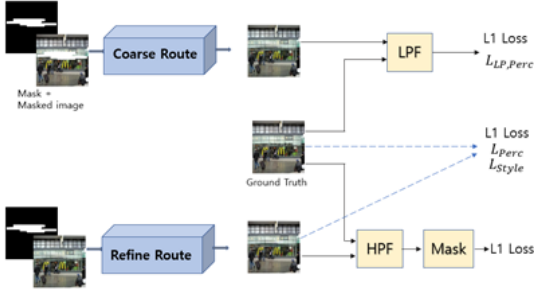 Coarse Route
LPF
L1 Loss
L_{LP,Perc}
Mask +
Masked image
L1 Loss
L_{Perc}
L_{Style}
Ground Truth
Refine Route
HPF
Mask
L1 Loss